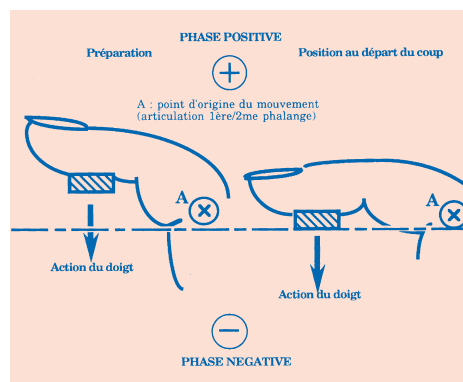 PHASE POSITIVE
Préparation
Position au départ du coup
A : point d'origine du mouvement
(articulation 1ère/2me phalange)
A
A
Action du doigt
Action du doigt
PHASE NEGATIVE